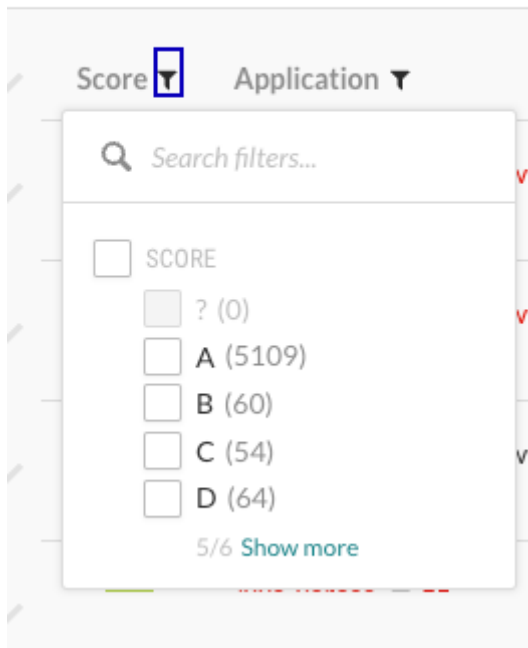 Score Application
Search filters...
SCORE
? (0)
A (5109)
B (60)
C (54)
D (64)
5/6 Show more